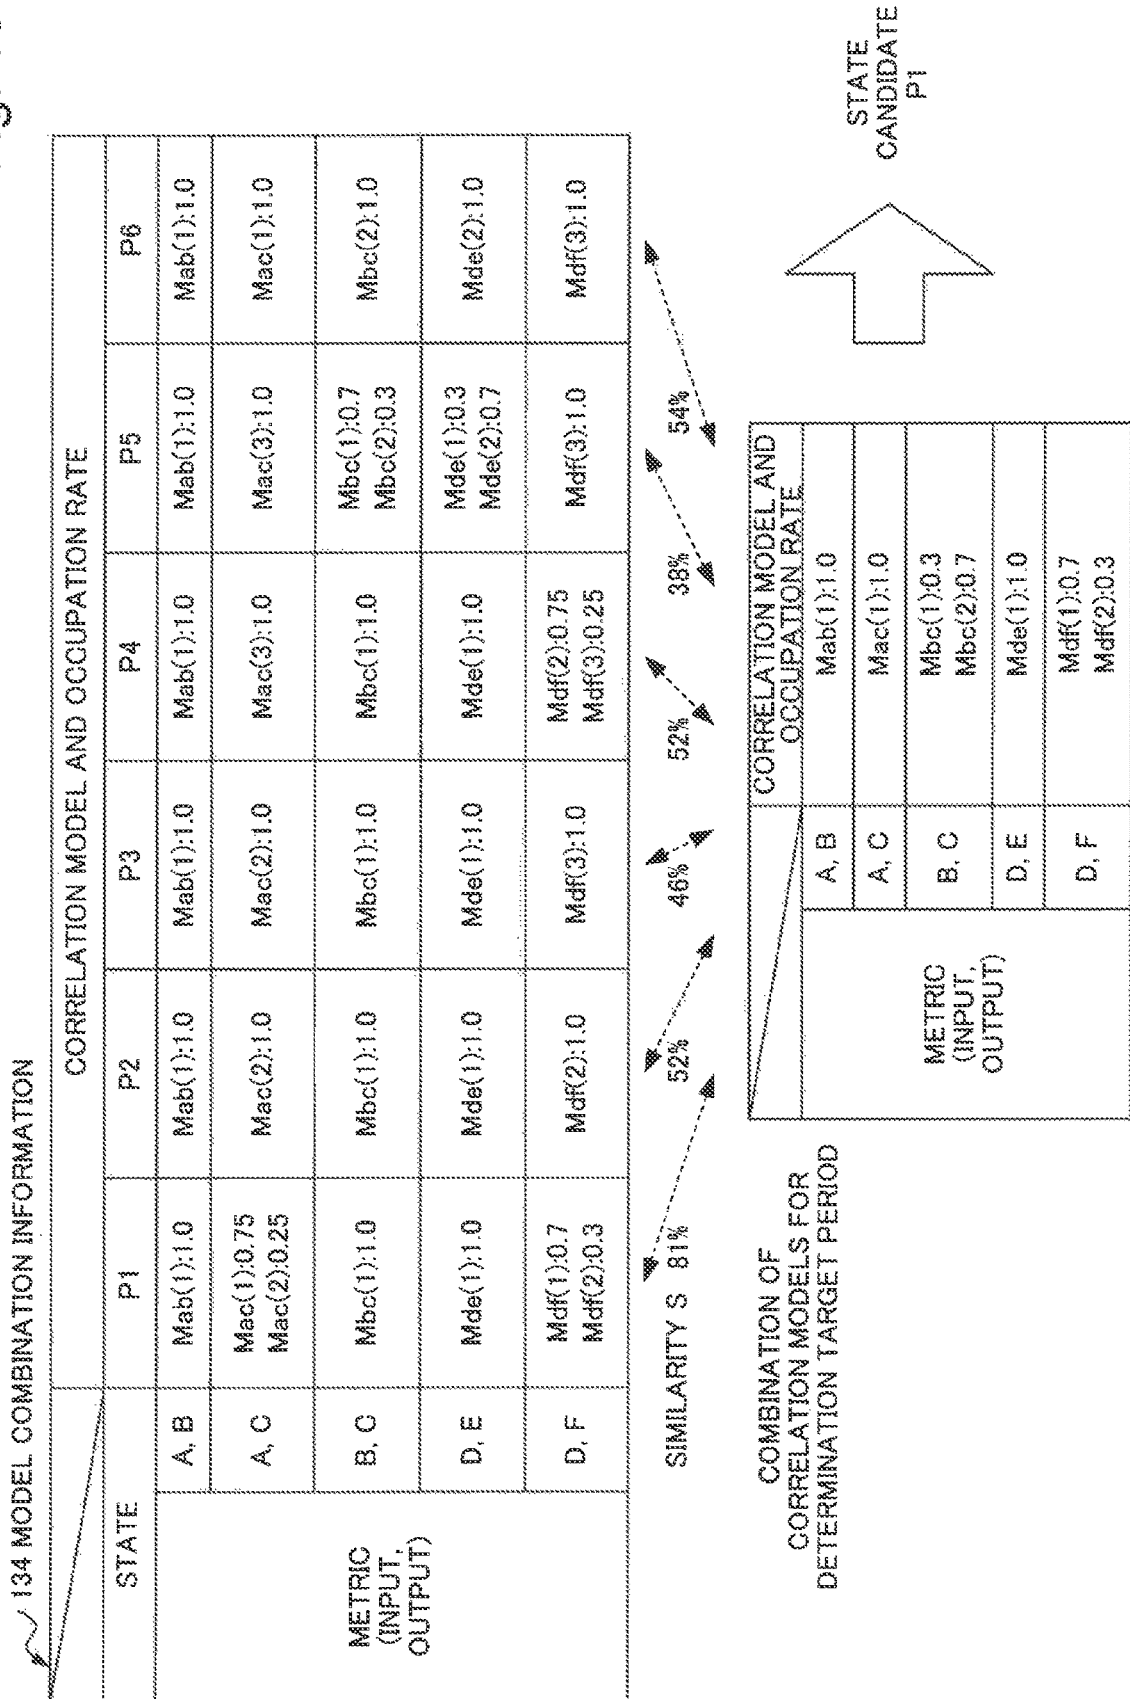 134 MODEL COMBINATION INFORMATION
STATE
CORRELATION MODEL AND OCCUPATION RATE
P1
P2
P3
P4
P5
P6
METRIC
(INPUT,
OUTPUT)
A, B
Mab(1):1.0
Mab(1):1.0
Mab(1):1.0
Mab(1):1.0
Mab(1):1.0
Mab(1):1.0
A, C
Mac(1):0.75
Mac(2):0.25
Mac(2):1.0
Mac(2):1.0
Mac(3):1.0
Mac(3):1.0
Mac(1):1.0
B, C
Mbc(1):1.0
Mbc(1):1.0
Mbc(1):1.0
Mbc(1):1.0
Mbc(1):0.7
Mbc(2):0.3
Mbc(2):1.0
D, E
Mde(1):1.0
Mde(1):1.0
Mde(1):1.0
Mde(1):1.0
Mde(1):0.3
Mde(2):0.7
Mde(2):1.0
D, F
Mdf(1):0.7
Mdf(2):0.3
Mdf(2):1.0
Mdf(3):1.0
Mdf(2):0.75
Mdf(3):0.25
Mdf(3):1.0
Mdf(3):1.0
SIMILARITY S 81%
52%
46%
52%
38%
54%
COMBINATION OF
CORRELATION MODELS FOR
DETERMINATION TARGET PERIOD
CORRELATION MODEL AND
OCCUPATION RATE
METRIC
(INPUT,
OUTPUT)
A, B
Mab(1):1.0
A, C
Mac(1):1.0
B, C
Mbc(1):0.3
Mbc(2):0.7
D, E
Mde(1):1.0
D, F
Mdf(1):0.7
Mdf(2):0.3
STATE
CANDIDATE
P1